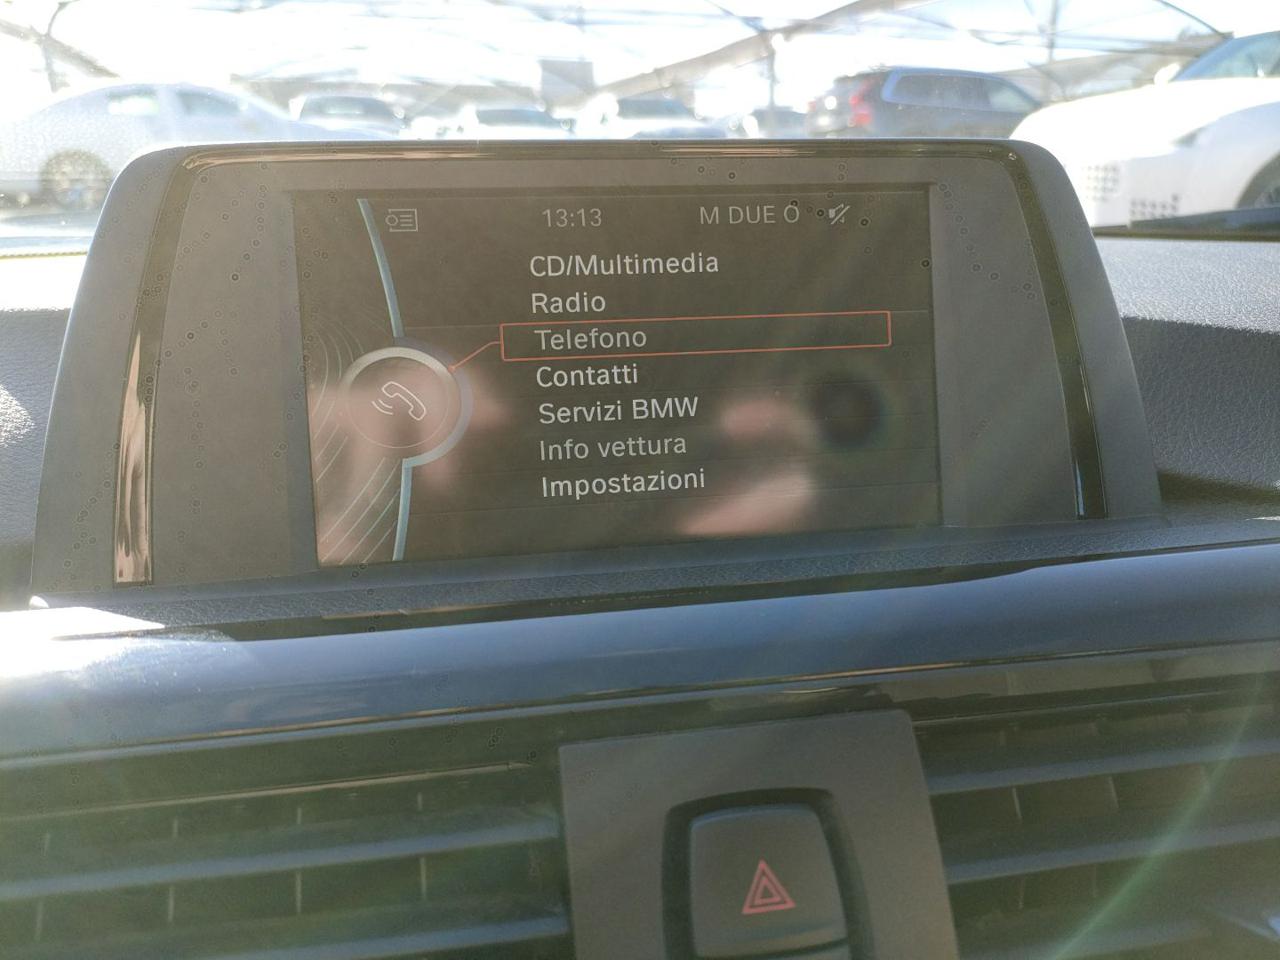 13:13
M DUE O
CD/Multimedia
Radio
Telefono
Contatti
Servizi BMW
Info vettura
Impostazioni